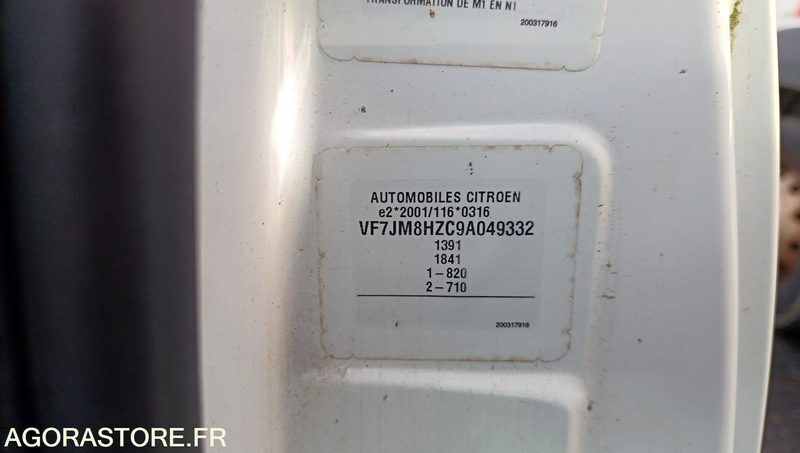 TRANSFORMATION DE M1 EN N1
200317916
AUTOMOBILES CITROEN
e2*2001/116*0316
VF7JM8HZC9A049332
1391
1841
1-820
2-710
200317916
AGORASTORE.FR